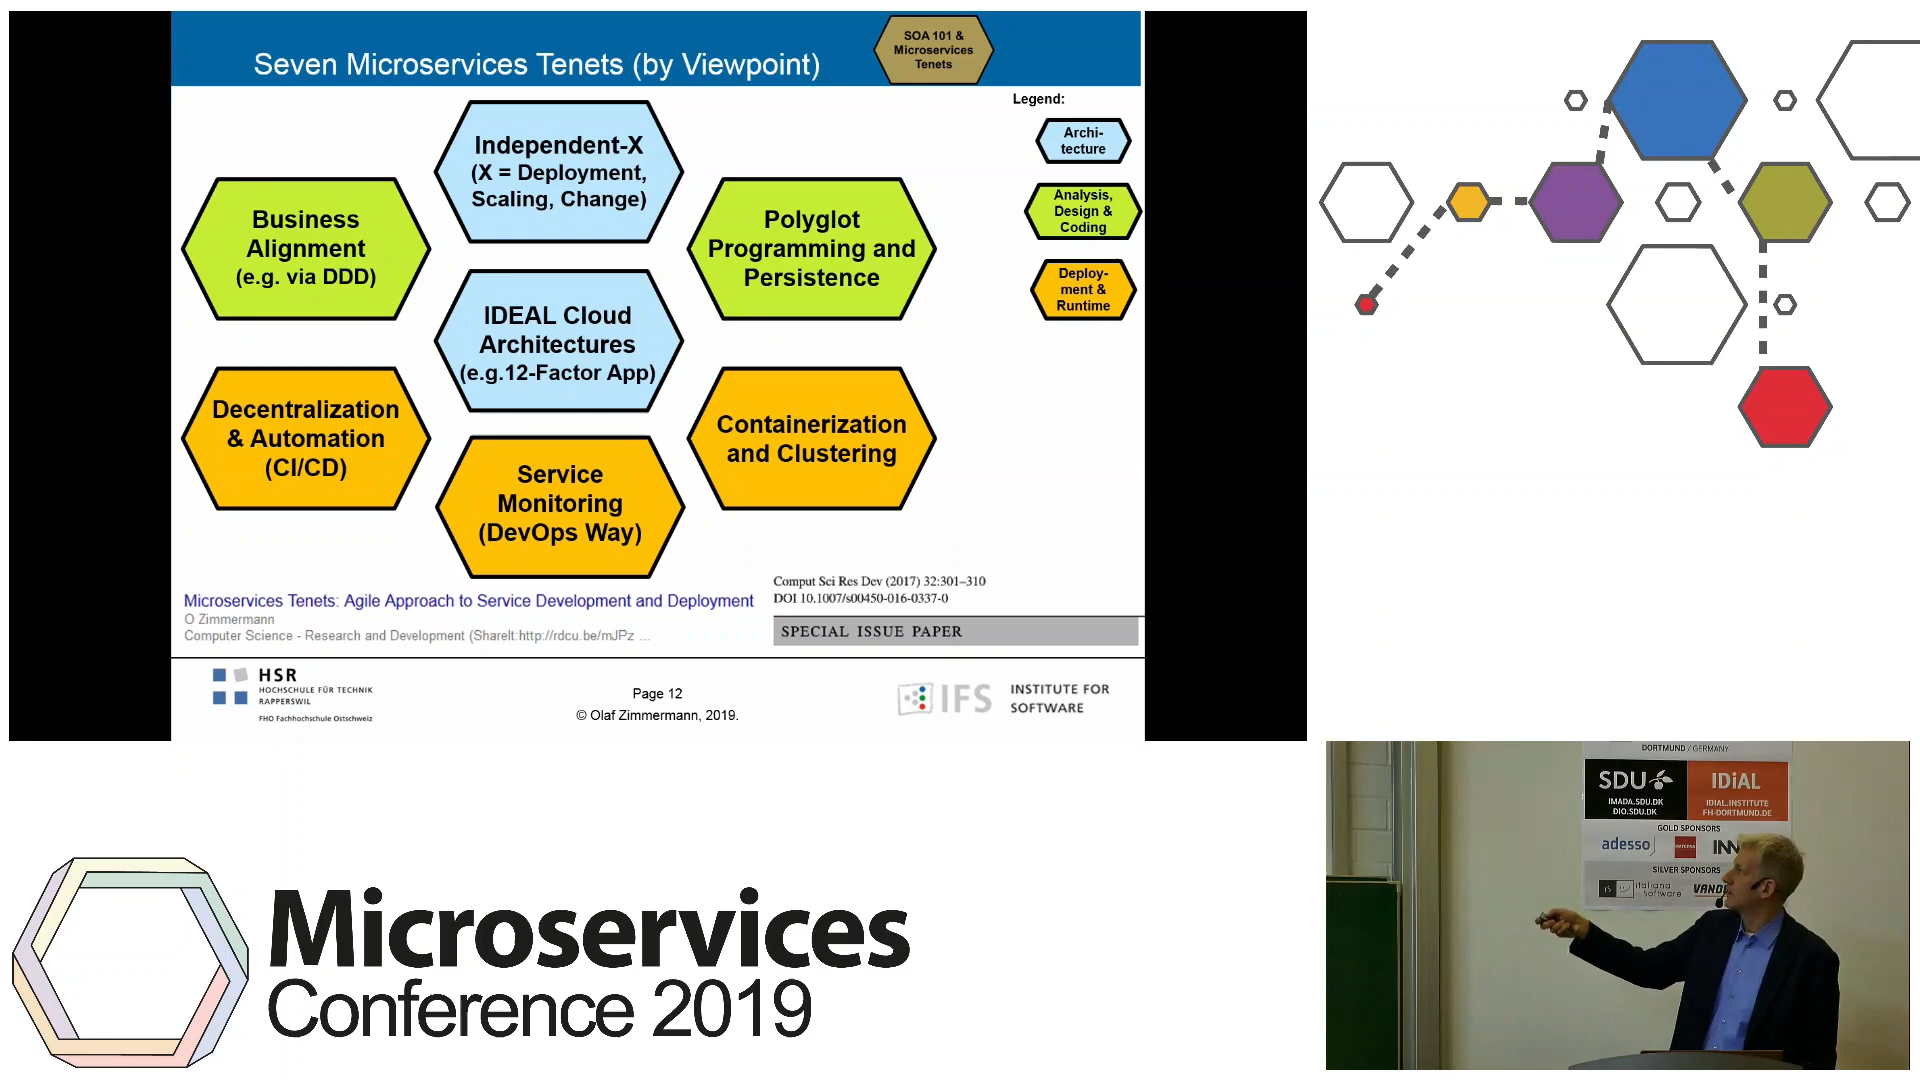 Seven Microservices Tenets (by Viewpoint)
SOA 101 &
Microservices
Tenets
Legend:
Archi-
tecture
Analysis,
Design &
Coding
Deploy-
ment &
Runtime
Independent-X
(X = Deployment,
Scaling, Change)
Business
Alignment
(e.g. via DDD)
Polyglot
Programming and
Persistence
IDEAL Cloud
Architectures
(e.g.12-Factor App)
Decentralization
& Automation
(CI/CD)
Containerization
and Clustering
Service
Monitoring
(DevOps Way)
Microservices Tenets: Agile Approach to Service Development and Deployment
O Zimmermann
Computer Science - Research and Development (ShareIt:http://rdcu.be/mJPz ...
Comput Sci Res Dev (2017) 32:301–310
DOI 10.1007/s00450-016-0337-0
SPECIAL ISSUE PAPER
HSR
HOCHSCHULE FÜR TECHNIK
RAPPERSWIL
FHO Fachhochschule Ostschweiz
Page 12
© Olaf Zimmermann, 2019.
IFS
INSTITUTE FOR
SOFTWARE
Microservices
Conference 2019
DORTMUND / GERMANY
SDU
IMADA.SDU.DK
DIO.SDU.DK
IDiAL
IDIAL.INSTITUTE
FH-DORTMUND.DE
GOLD SPONSORS
adesso
INN
SILVER SPONSORS
italiana
Software
VAND